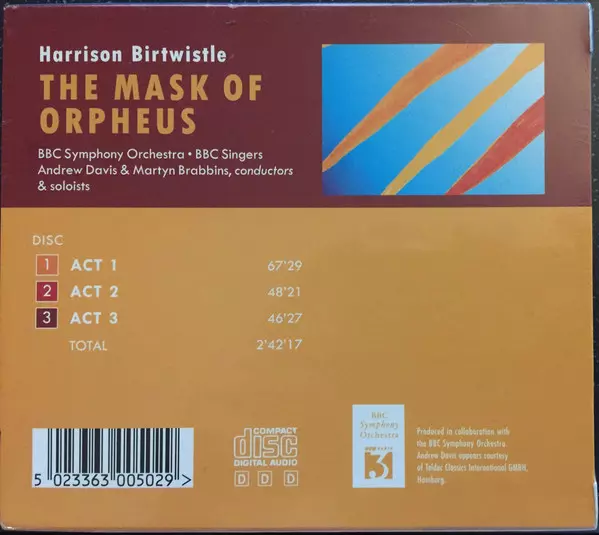 Harrison Birtwistle
THE MASK OF
ORPHEUS
BBC Symphony Orchestra • BBC Singers
Andrew Davis & Martyn Brabbins, conductors
& soloists
DISC
1 ACT 1 67'29
2 ACT 2 48'21
3 ACT 3 46'27
TOTAL 2'42'17
5 023363 005029 >
COMPACT
disc
DIGITAL AUDIO
D D D
BBC
Symphony
Orchestra
BBC RADIO
3
Produced in collaboration with
the BBC Symphony Orchestra.
Andrew Davis appears courtesy
of Teldec Classics International GMBH,
Hamburg.